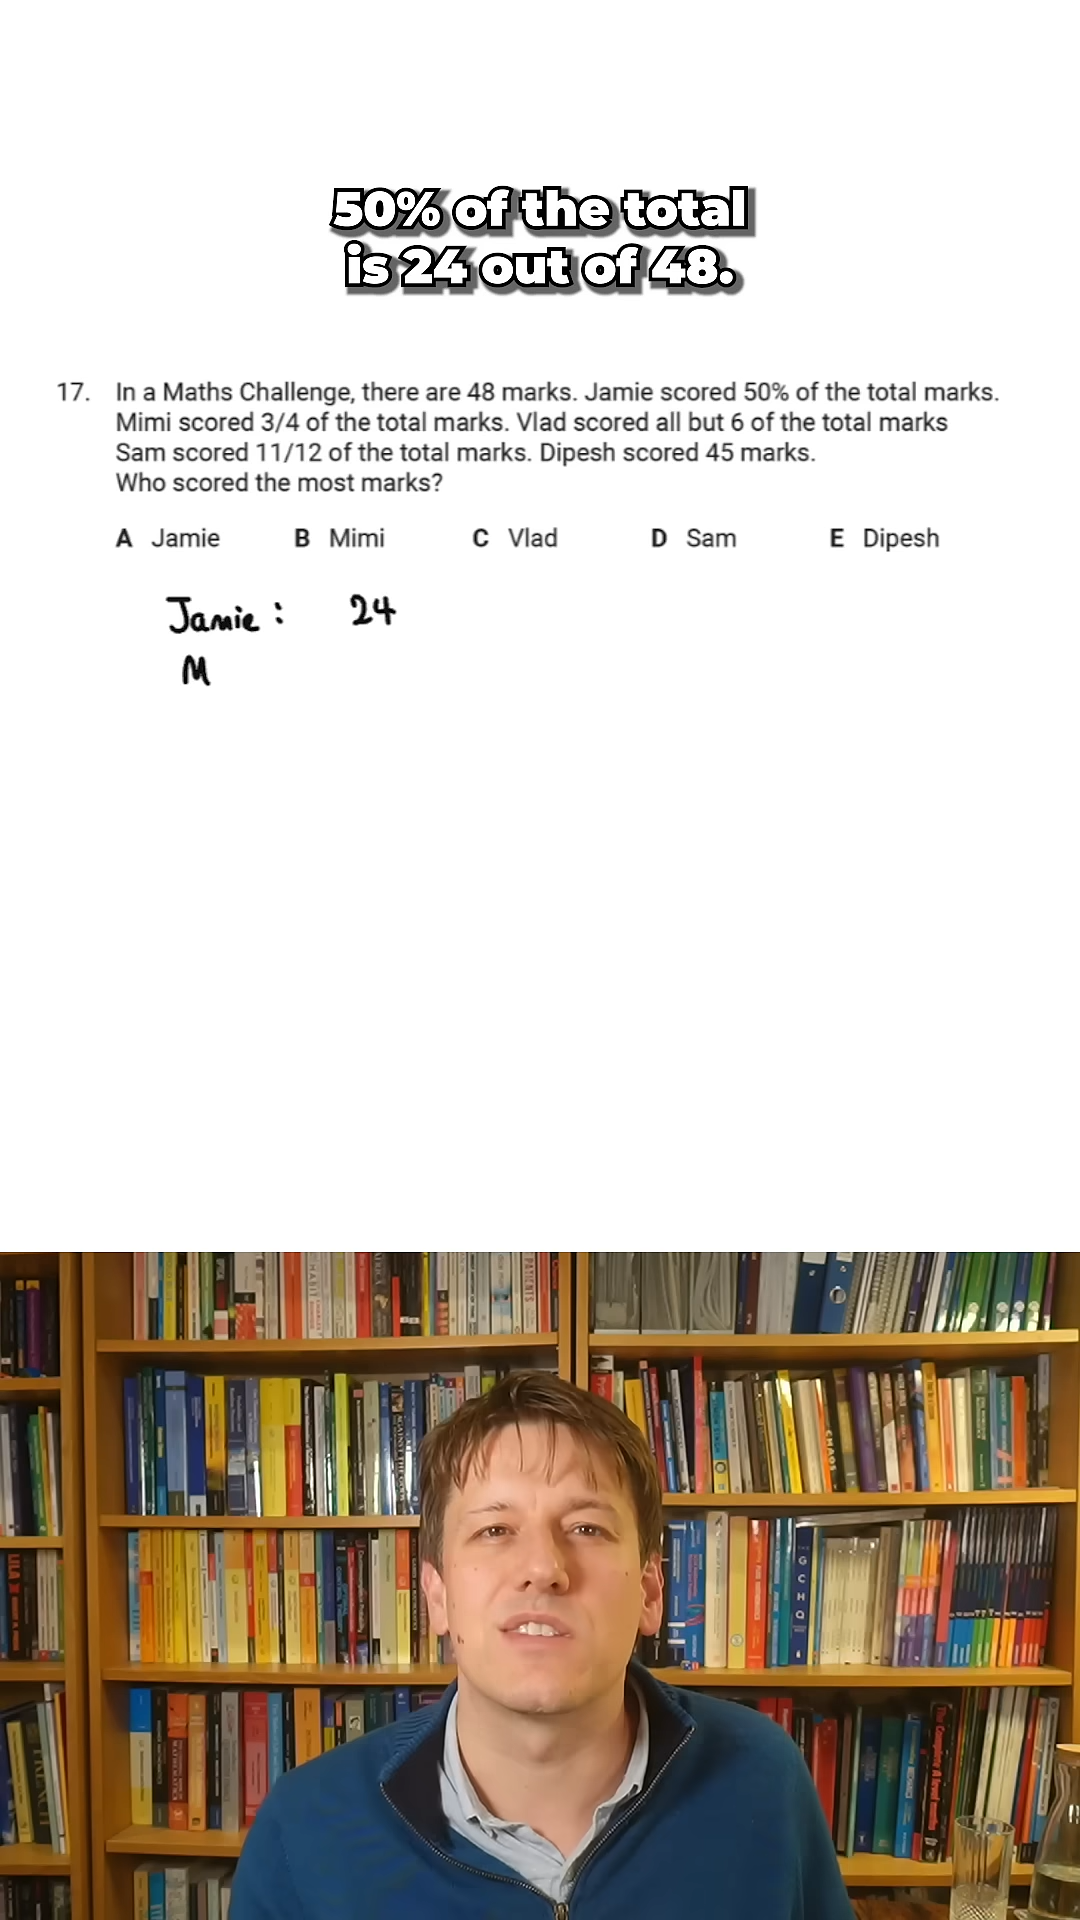 50% of the total
is 24 out of 48.
17. In a Maths Challenge, there are 48 marks. Jamie scored 50% of the total marks.
Mimi scored 3/4 of the total marks. Vlad scored all but 6 of the total marks
Sam scored 11/12 of the total marks. Dipesh scored 45 marks.
Who scored the most marks?
A Jamie B Mimi C Vlad D Sam E Dipesh
Jamie : 24
M
CHAOS
GCHQ